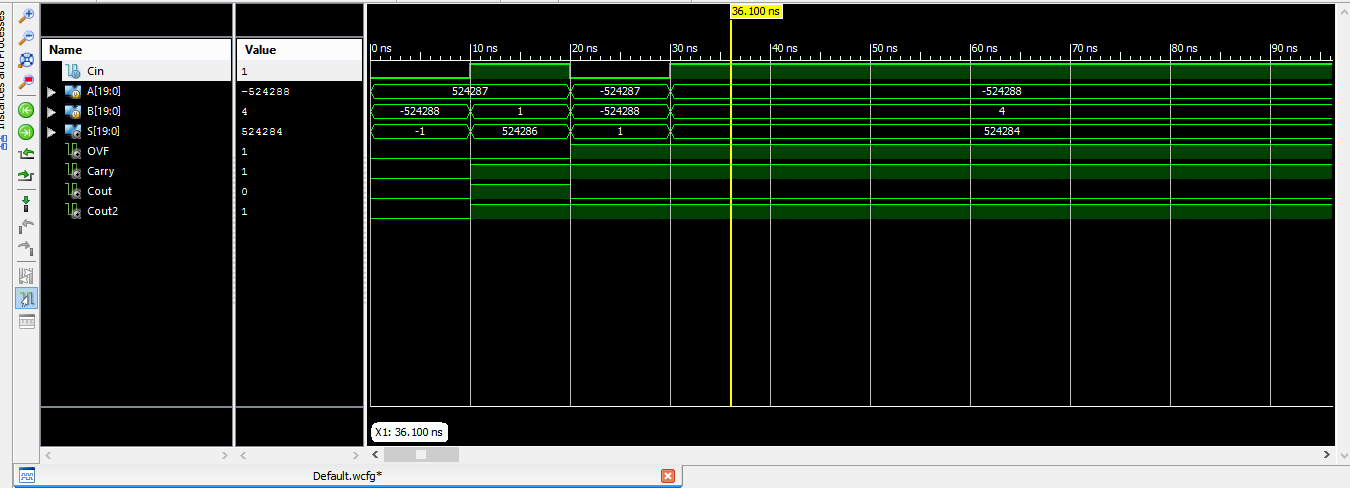 Instances and Processes
36.100 ns
Name
Value
0 ns 10 ns 20 ns 30 ns 40 ns 50 ns 60 ns 70 ns 80 ns 90 ns
Cin 1
A[19:0] -524288 524287 -524287 -524288
B[19:0] 4 -524288 1 -524288 4
S[19:0] 524284 -1 524286 1 524284
OVF 1
Carry 1
Cout 0
Cout2 1
X1: 36.100 ns
Default.wcfg*